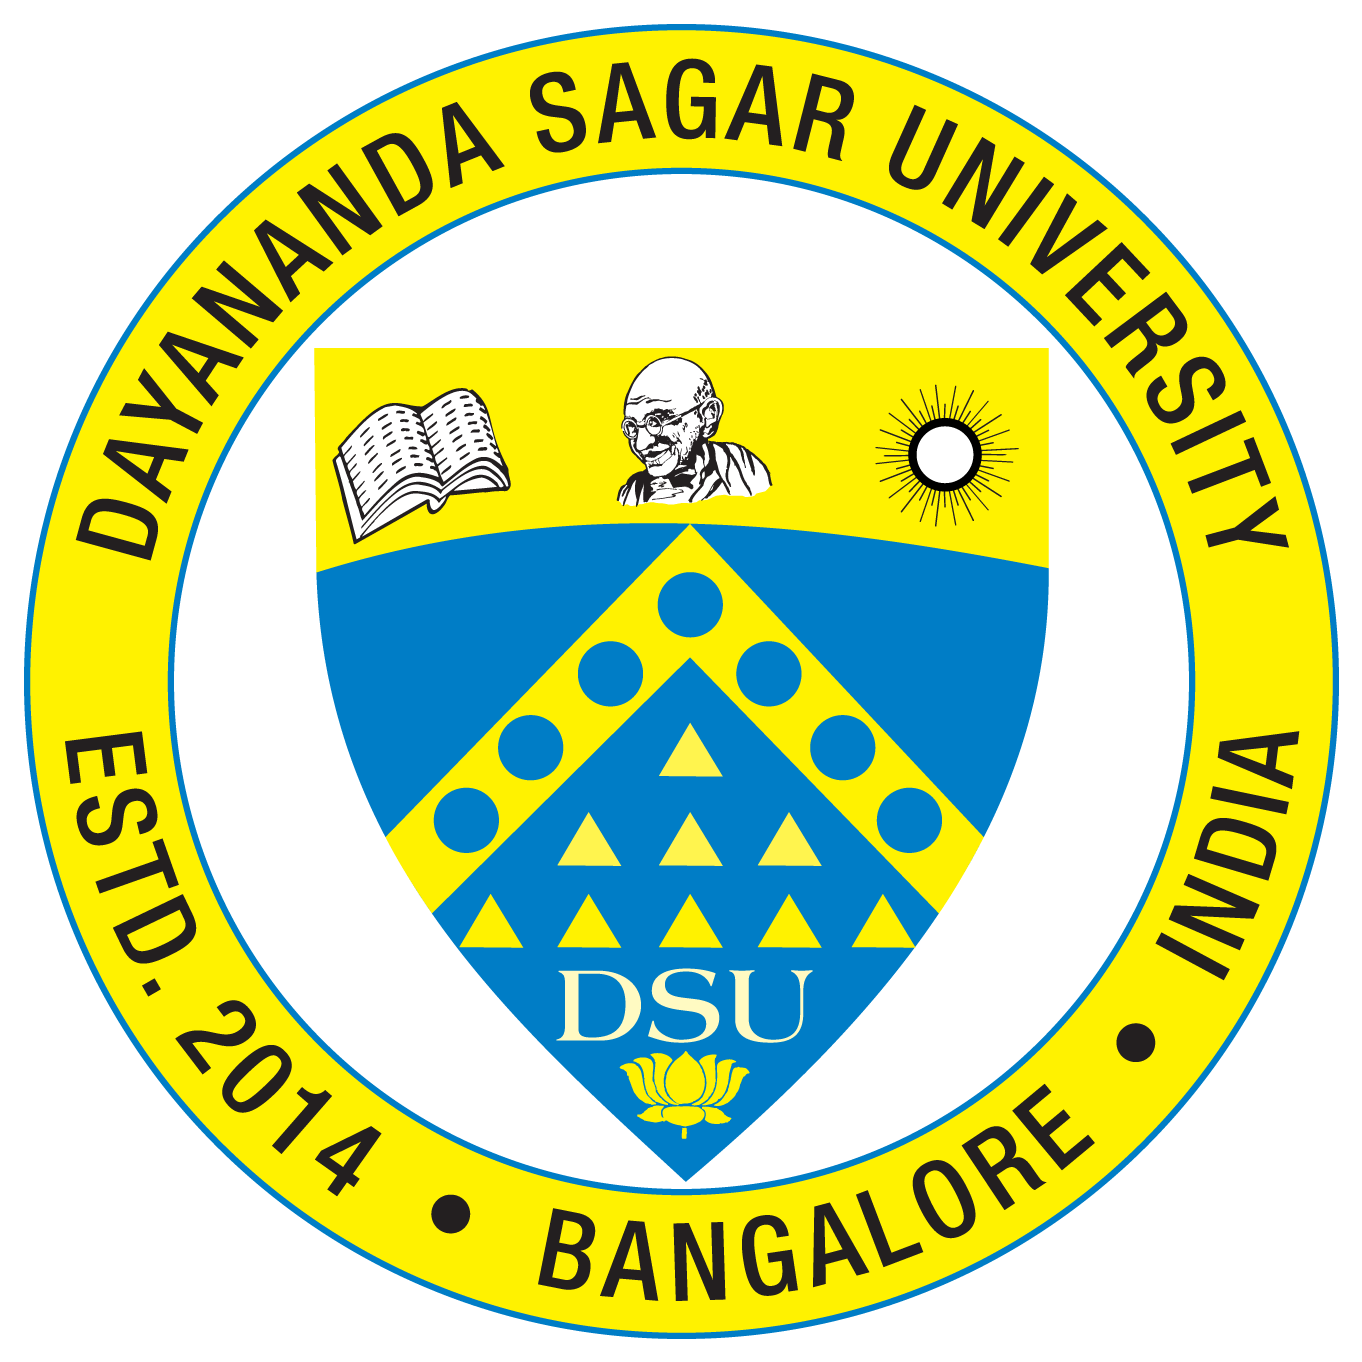 DAYANANDA SAGAR UNIVERSITY
DSU
ESTD. 2014 • BANGALORE • INDIA